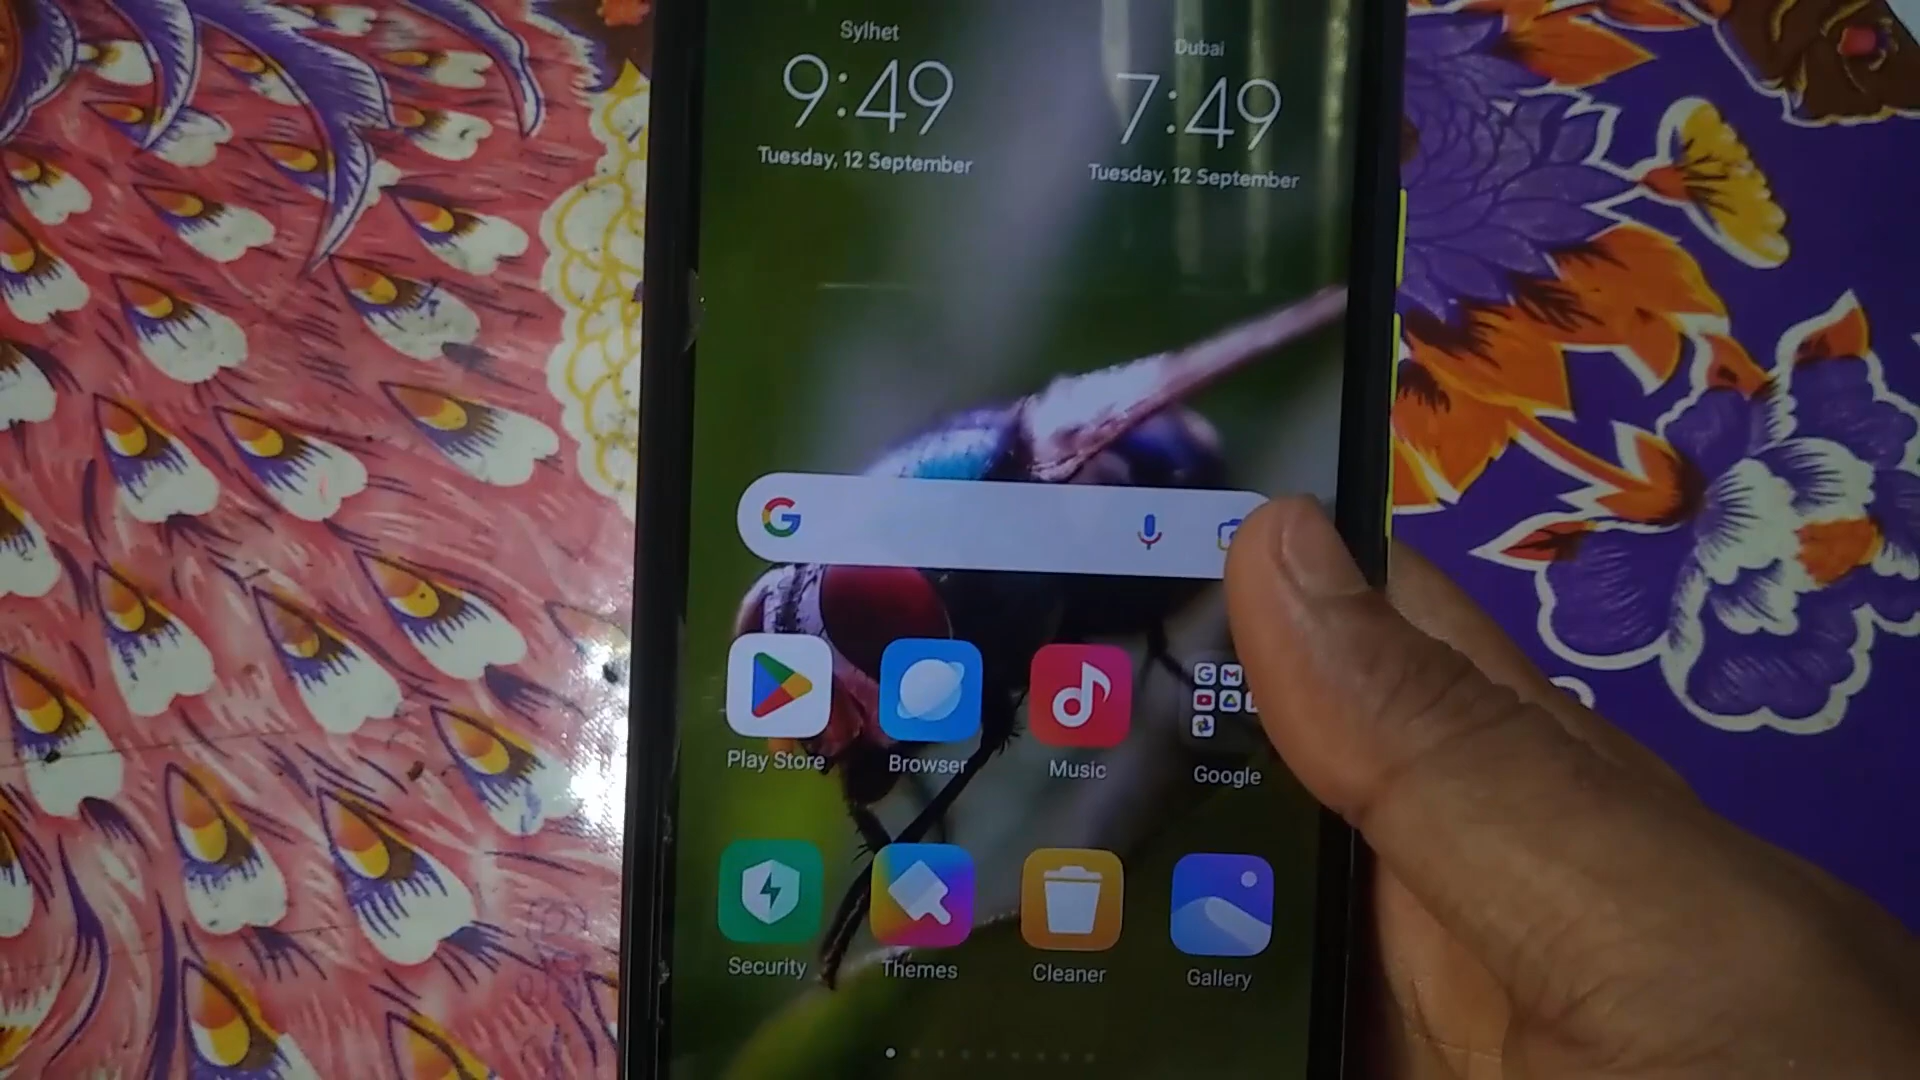 Sylhet
9:49
Tuesday, 12 September
Dubai
7:49
Tuesday, 12 September
G
Play Store
Browser
Music
Google
Security
Themes
Cleaner
Gallery